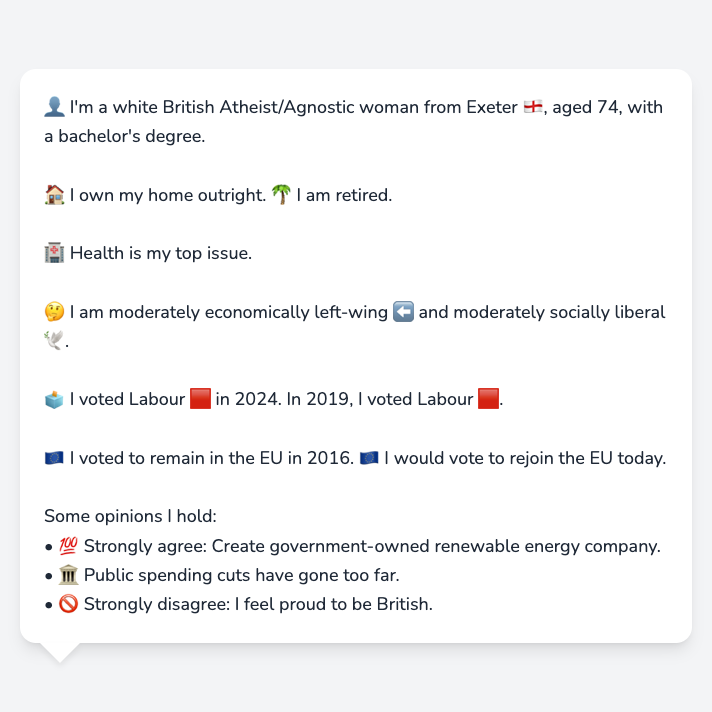 👤 I'm a white British Atheist/Agnostic woman from Exeter 🏴󠁧󠁢󠁥󠁮󠁧󠁿, aged 74, with
a bachelor's degree.
🏠 I own my home outright. 🌴 I am retired.
🏥 Health is my top issue.
🤔 I am moderately economically left-wing ⬅️ and moderately socially liberal
🕊️.
🗳️ I voted Labour 🟥 in 2024. In 2019, I voted Labour 🟥.
🇪🇺 I voted to remain in the EU in 2016. 🇪🇺 I would vote to rejoin the EU today.
Some opinions I hold:
• 💯 Strongly agree: Create government-owned renewable energy company.
• 🏛️ Public spending cuts have gone too far.
• 🚫 Strongly disagree: I feel proud to be British.